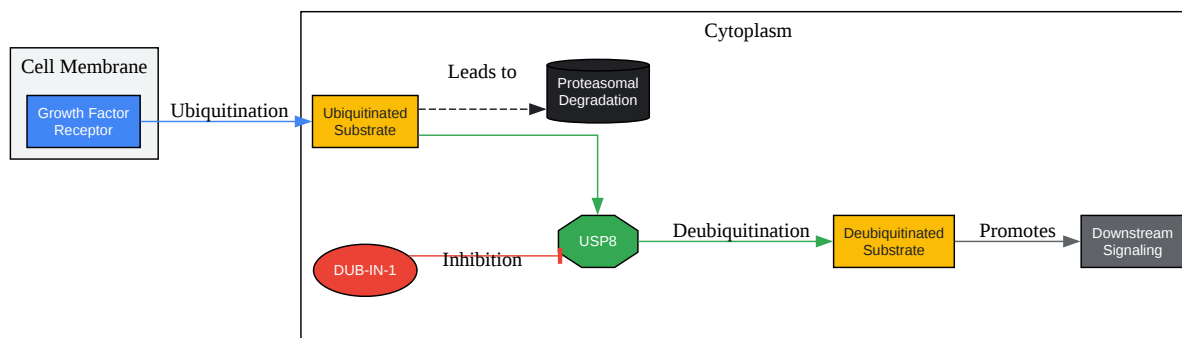 Cytoplasm
Cell Membrane
Growth Factor
Receptor
Ubiquitination
Ubiquitinated
Substrate
Leads to
Proteasomal
Degradation
DUB-IN-1
Inhibition
USP8
Deubiquitination
Deubiquitinated
Substrate
Promotes
Downstream
Signaling